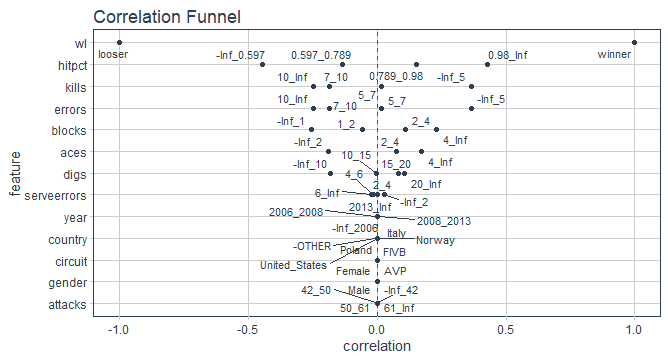 Correlation Funnel
wl
looser
winner
hitpct
-Inf_0.597
0.597_0.789
0.789_0.98
0.98_Inf
kills
10_Inf
7_10
5_7
-Inf_5
errors
10_Inf
7_10
5_7
-Inf_5
blocks
-Inf_1
1_2
2_4
4_Inf
aces
-Inf_2
2_4
4_Inf
digs
-Inf_10
10_15
15_20
20_Inf
serveerrors
6_Inf
4_6
2_4
-Inf_2
year
2006_2008
2013_Inf
2008_2013
-Inf_2006
country
-OTHER
United_States
Poland
Italy
Norway
circuit
FIVB
AVP
gender
Female
Male
attacks
42_50
-Inf_42
50_61
61_Inf
-1.0
-0.5
0.0
0.5
1.0
correlation
feature